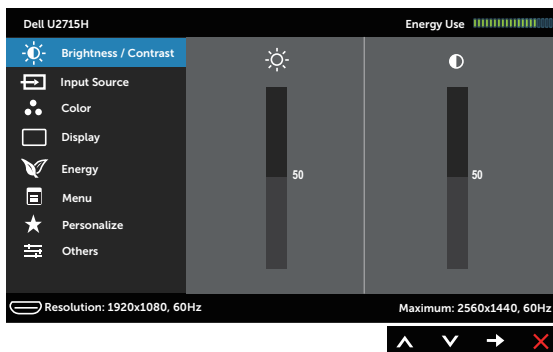 Dell U2715H
Energy Use
Brightness / Contrast
Input Source
Color
Display
Energy
Menu
Personalize
Others
50
50
Resolution: 1920x1080, 60Hz
Maximum: 2560x1440, 60Hz